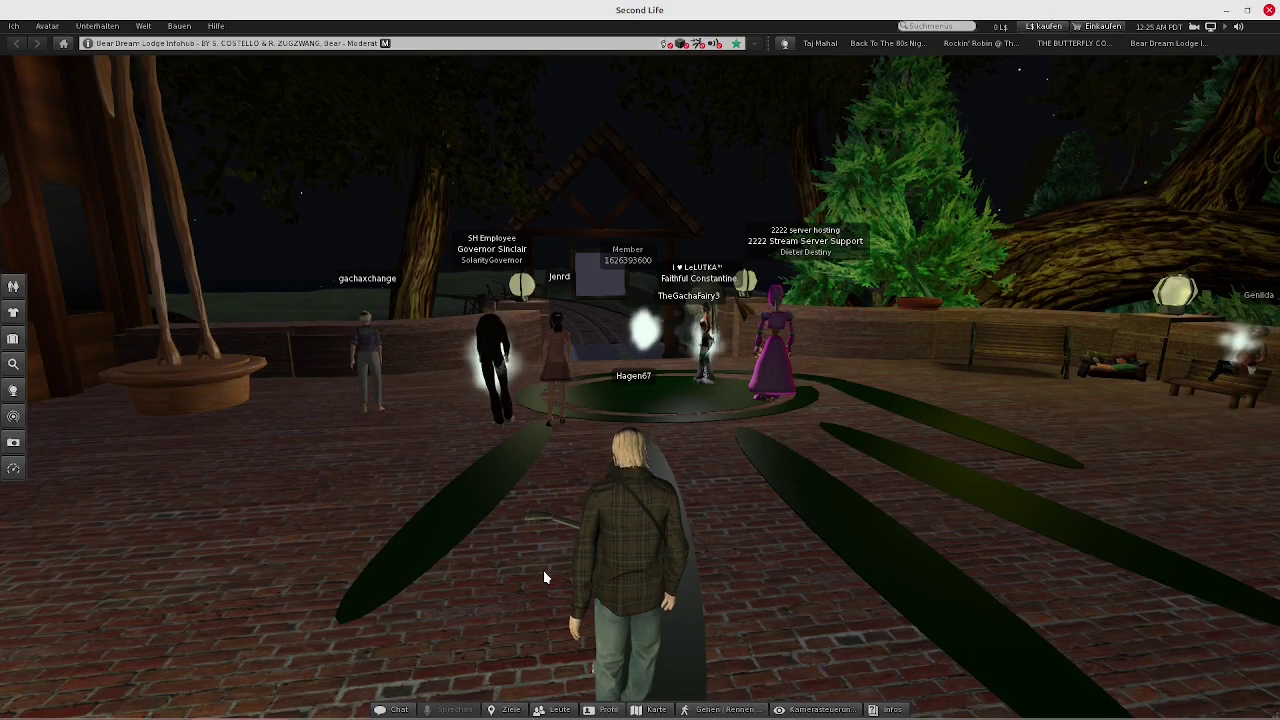 Second Life
Ich Avatar Unterhalten Welt Bauen Hilfe
Suchmenüs 0 L$ L$ kaufen Einkaufen 12:25 AM PDT
Bear Dream Lodge Infohub - BY S. COSTELLO & R. ZUGZWANG, Bear - Moderat M
Taj Mahal Back To The 80s Nig... Rockin' Robin @ Th... THE BUTTERFLY CO... Bear Dream Lodge I...
SH Employee
Governor Sinclair
SolarityGovernor
Member
1626393600
2222 server hosting
2222 Stream Server Support
Dieter Destiny
gachaxchange
Jenrd
I ♥ LeLUTKA™
Faithful Constantine
TheGachaFairy3
Genilda
Hagen67
Chat Sprechen Ziele Leute Profil Karte Gehen / Rennen ... Kamerasteuerun... Infos